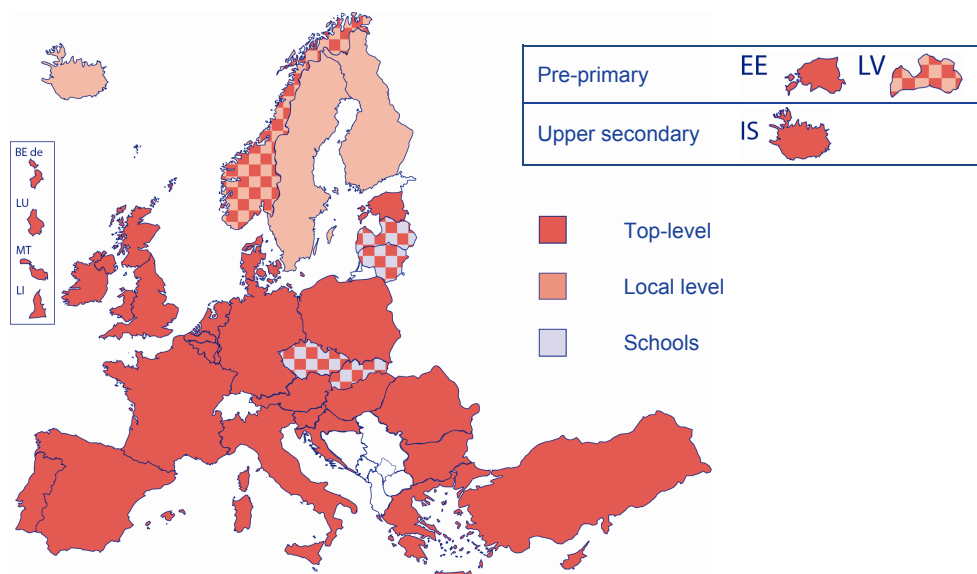 Pre-primary EE LV
Upper secondary IS
BE de
LU
MT
LI
Top-level
Local level
Schools